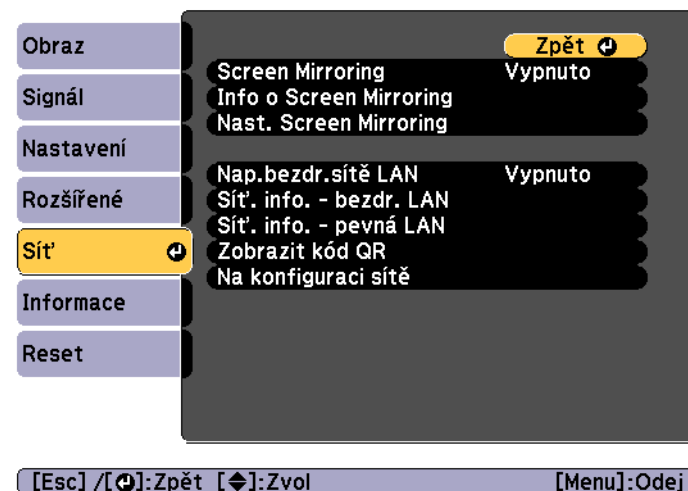 Obraz
Signál
Nastavení
Rozšířené
Síť
Informace
Reset
Zpět
Screen Mirroring Vypnuto
Info o Screen Mirroring
Nast. Screen Mirroring
Nap.bezdr.sítě LAN Vypnuto
Síť. info. - bezdr. LAN
Síť. info. - pevná LAN
Zobrazit kód QR
Na konfiguraci sítě
[Esc] /[ ]:Zpět [ ]:Zvol [Menu]:Odej